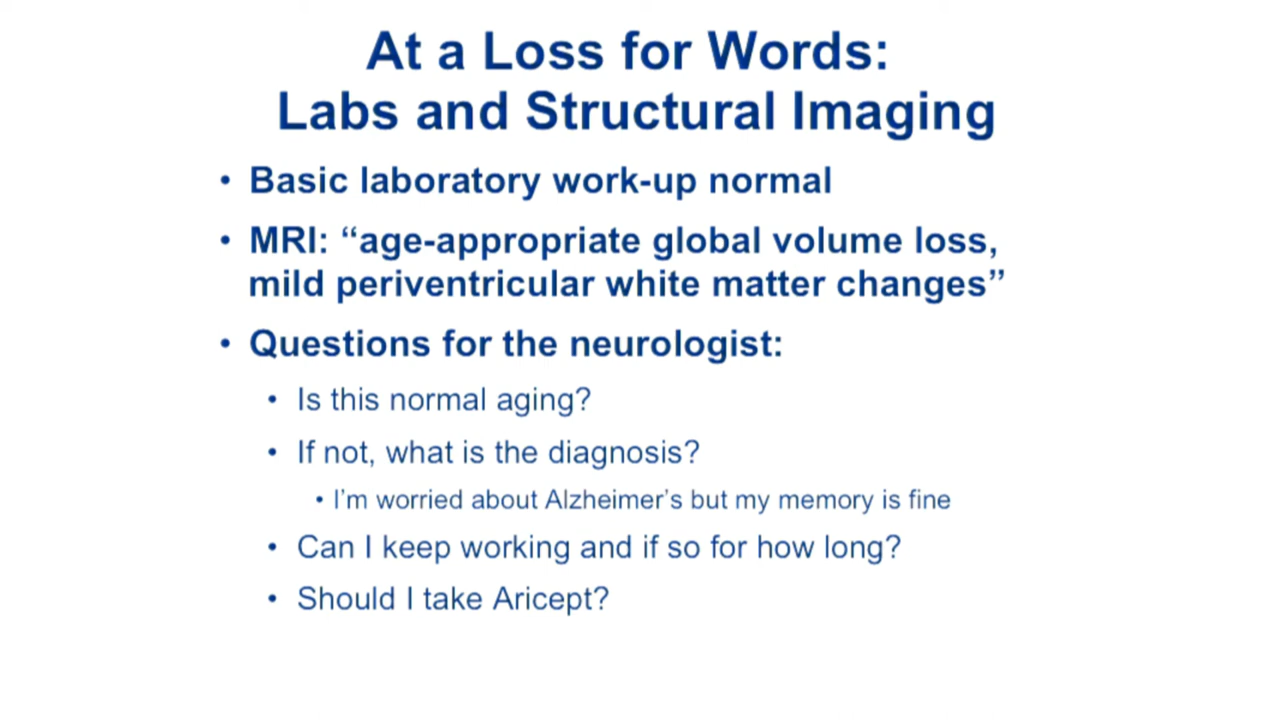 At a Loss for Words:
Labs and Structural Imaging
• Basic laboratory work-up normal
• MRI: “age-appropriate global volume loss,
mild periventricular white matter changes”
• Questions for the neurologist:
• Is this normal aging?
• If not, what is the diagnosis?
• I’m worried about Alzheimer’s but my memory is fine
• Can I keep working and if so for how long?
• Should I take Aricept?